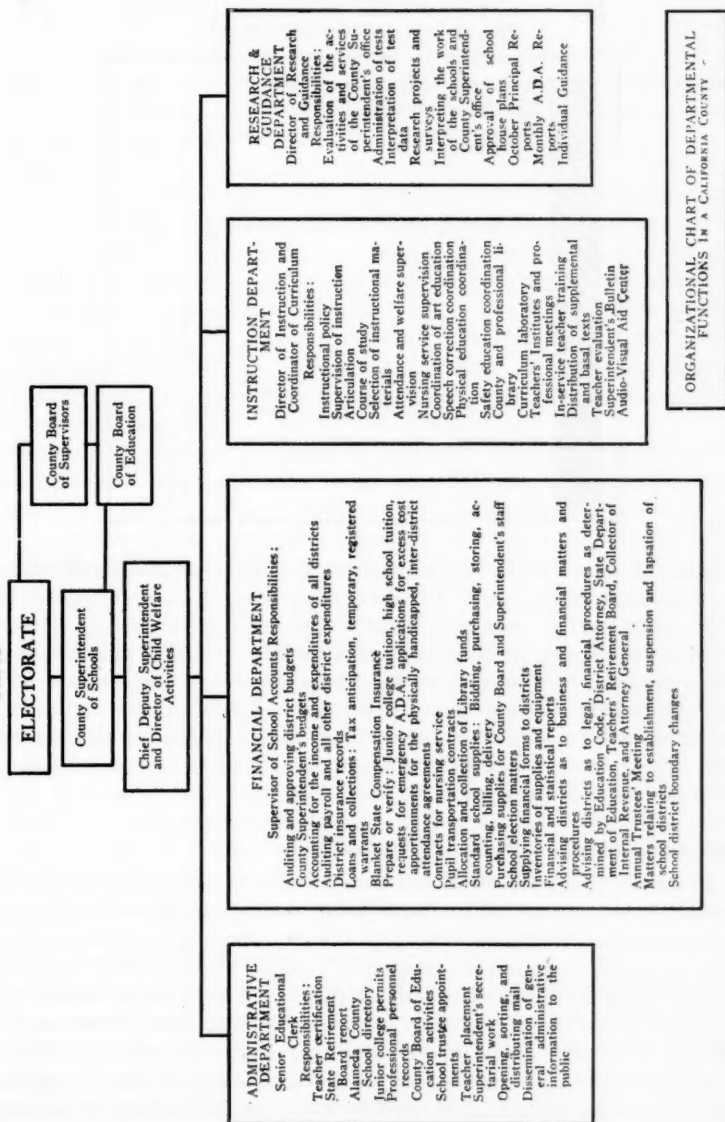 ELECTORATE
County Board
of Supervisors
County Superintendent
of Schools
County Board
of Education
Chief Deputy Superintendent
and Director of Child Welfare
Activities
ADMINISTRATIVE
DEPARTMENT
Senior Educational
Clerk
Responsibilities:
Teacher certification
State Retirement
Board report
Alameda County
School directory
Junior college permits
Professional personnel
records
County Board of Edu-
cation activities
School trustee appoint-
ments
Teacher placement
Superintendent's secre-
tarial work
Opening, sorting, and
distributing mail
Dissemination of gen-
eral administrative
information to the
public
FINANCIAL DEPARTMENT
Supervisor of School Accounts Responsibilities:
Auditing and approving district budgets
County Superintendent's budgets
Accounting for the income and expenditures of all districts
Auditing payroll and all other district expenditures
District insurance records
Loans and collections: Tax anticipation, temporary, registered
warrants
Blanket State Compensation Insurance
Prepare or verify: Junior college tuition, high school tuition,
requests for emergency A.D.A., applications for excess cost
apportionments for the physically handicapped, inter-district
attendance agreements
Contracts for nursing service
Pupil transportation contracts
Allocation and collection of Library funds
Standard school supplies: Bidding, purchasing, storing, ac-
counting, billing, delivery
Purchasing supplies for County Board and Superintendent's staff
School election matters
Supplying financial forms to districts
Inventories of supplies and equipment
Financial and statistical reports
Advising districts as to business and financial matters and
procedures
Advising districts as to legal, financial procedures as deter-
mined by Education Code, District Attorney, State Depart-
ment of Education, Teachers' Retirement Board, Collector of
Internal Revenue, and Attorney General
Annual Trustees' Meeting
Matters relating to establishment, suspension and lapsation of
school districts
School district boundary changes
INSTRUCTION DEPART-
MENT
Director of Instruction and
Coordinator of Curriculum
Responsibilities:
Instructional policy
Supervision of instruction
Articulation
Course of study
Selection of instructional ma-
terials
Attendance and welfare super-
vision
Nursing service supervision
Coordination of art education
Speech correction coordination
Physical education coordina-
tion
Safety education coordination
County and professional li-
brary
Curriculum laboratory
Teachers' Institutes and pro-
fessional meetings
In-service teacher training
Distribution of supplemental
and basal texts
Teacher evaluation
Superintendent's Bulletin
Audio-Visual Aid Center
RESEARCH &
GUIDANCE
DEPARTMENT
Director of Research
and Guidance
Responsibilities:
Evaluation of the ac-
tivities and services
of the County Su-
perintendent's office
Administration of tests
Interpretation of test
data
Research projects and
surveys
Interpreting the work
of the schools and
County Superintend-
ent's office
Approval of school
house plans
October Principal Re-
ports
Monthly A.D.A. Re-
ports
Individual Guidance
ORGANIZATIONAL CHART OF DEPARTMENTAL
FUNCTIONS IN A CALIFORNIA COUNTY